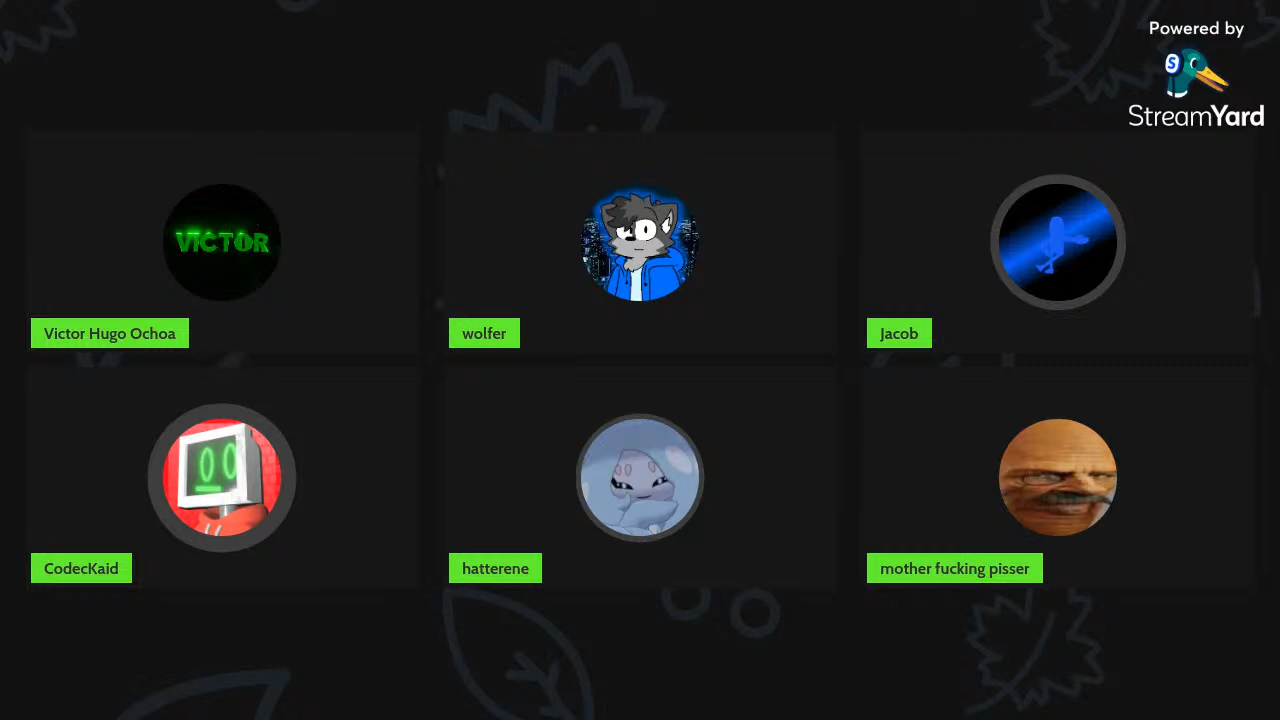 Powered by
S
StreamYard
VICTOR
Victor Hugo Ochoa
wolfer
Jacob
CodecKaid
hatterene
mother fucking pisser